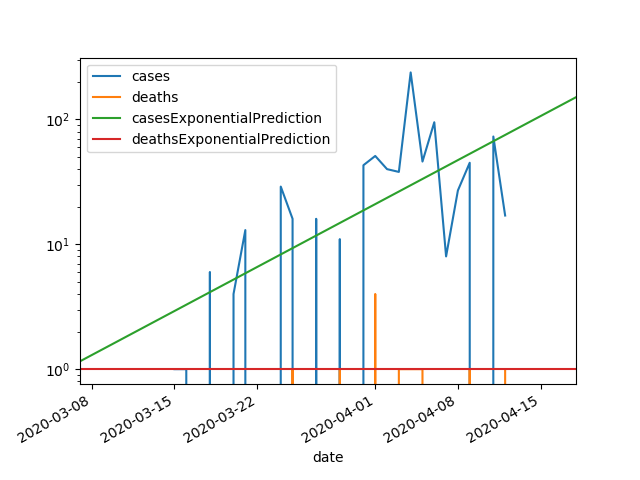 cases
deaths
casesExponentialPrediction
deathsExponentialPrediction
10²
10¹
10⁰
2020-03-08
2020-03-15
2020-03-22
2020-04-01
2020-04-08
2020-04-15
date